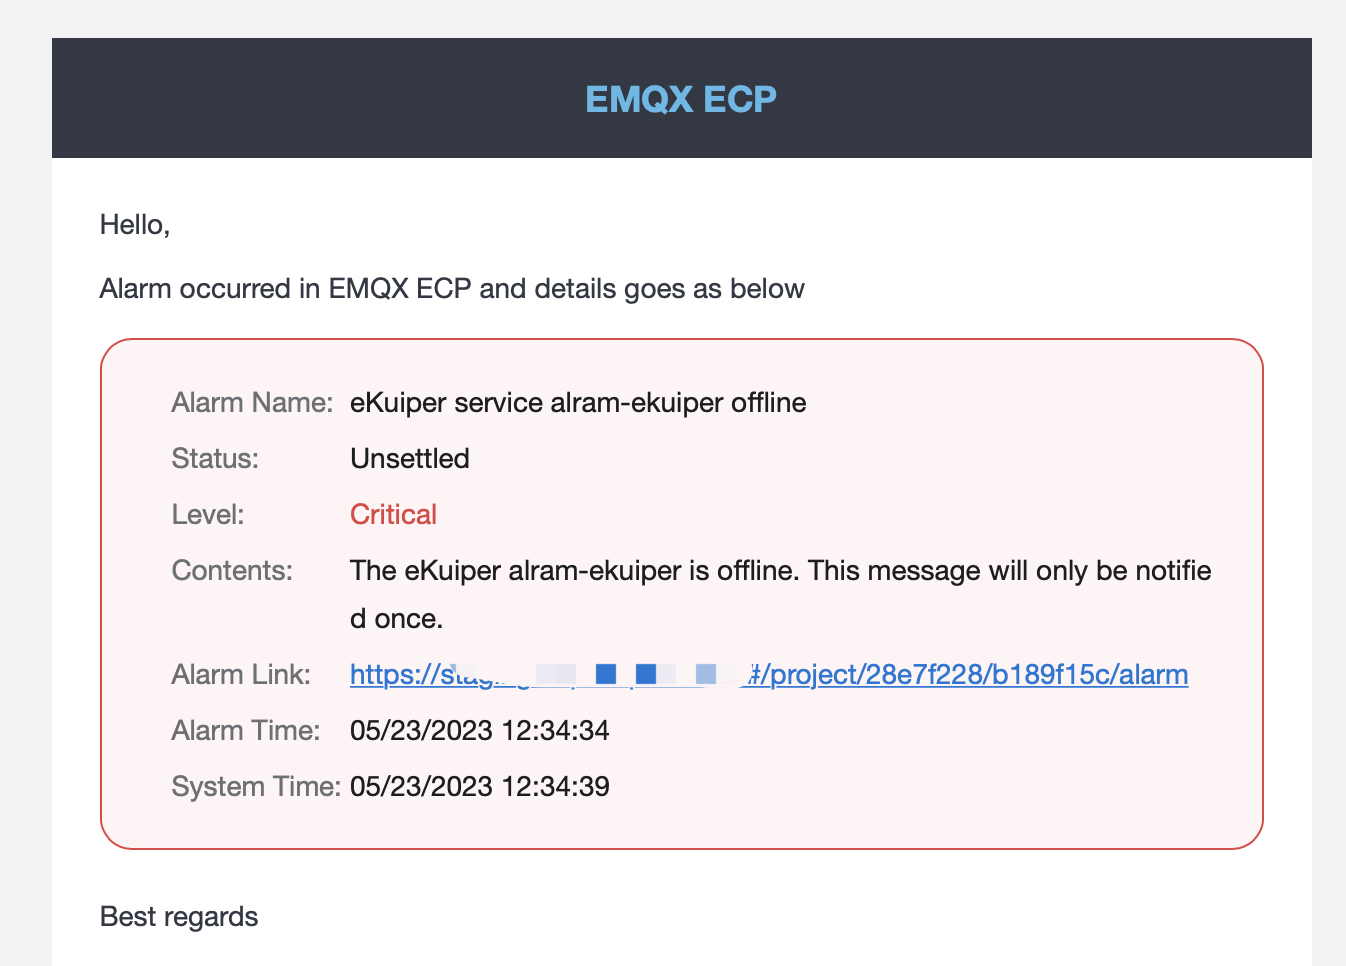 EMQX ECP
Hello,
Alarm occurred in EMQX ECP and details goes as below
Alarm Name: eKuiper service alram-ekuiper offline
Status: Unsettled
Level: Critical
Contents: The eKuiper alram-ekuiper is offline. This message will only be notifie
d once.
Alarm Link: https:// #/project/28e7f228/b189f15c/alarm
Alarm Time: 05/23/2023 12:34:34
System Time: 05/23/2023 12:34:39
Best regards